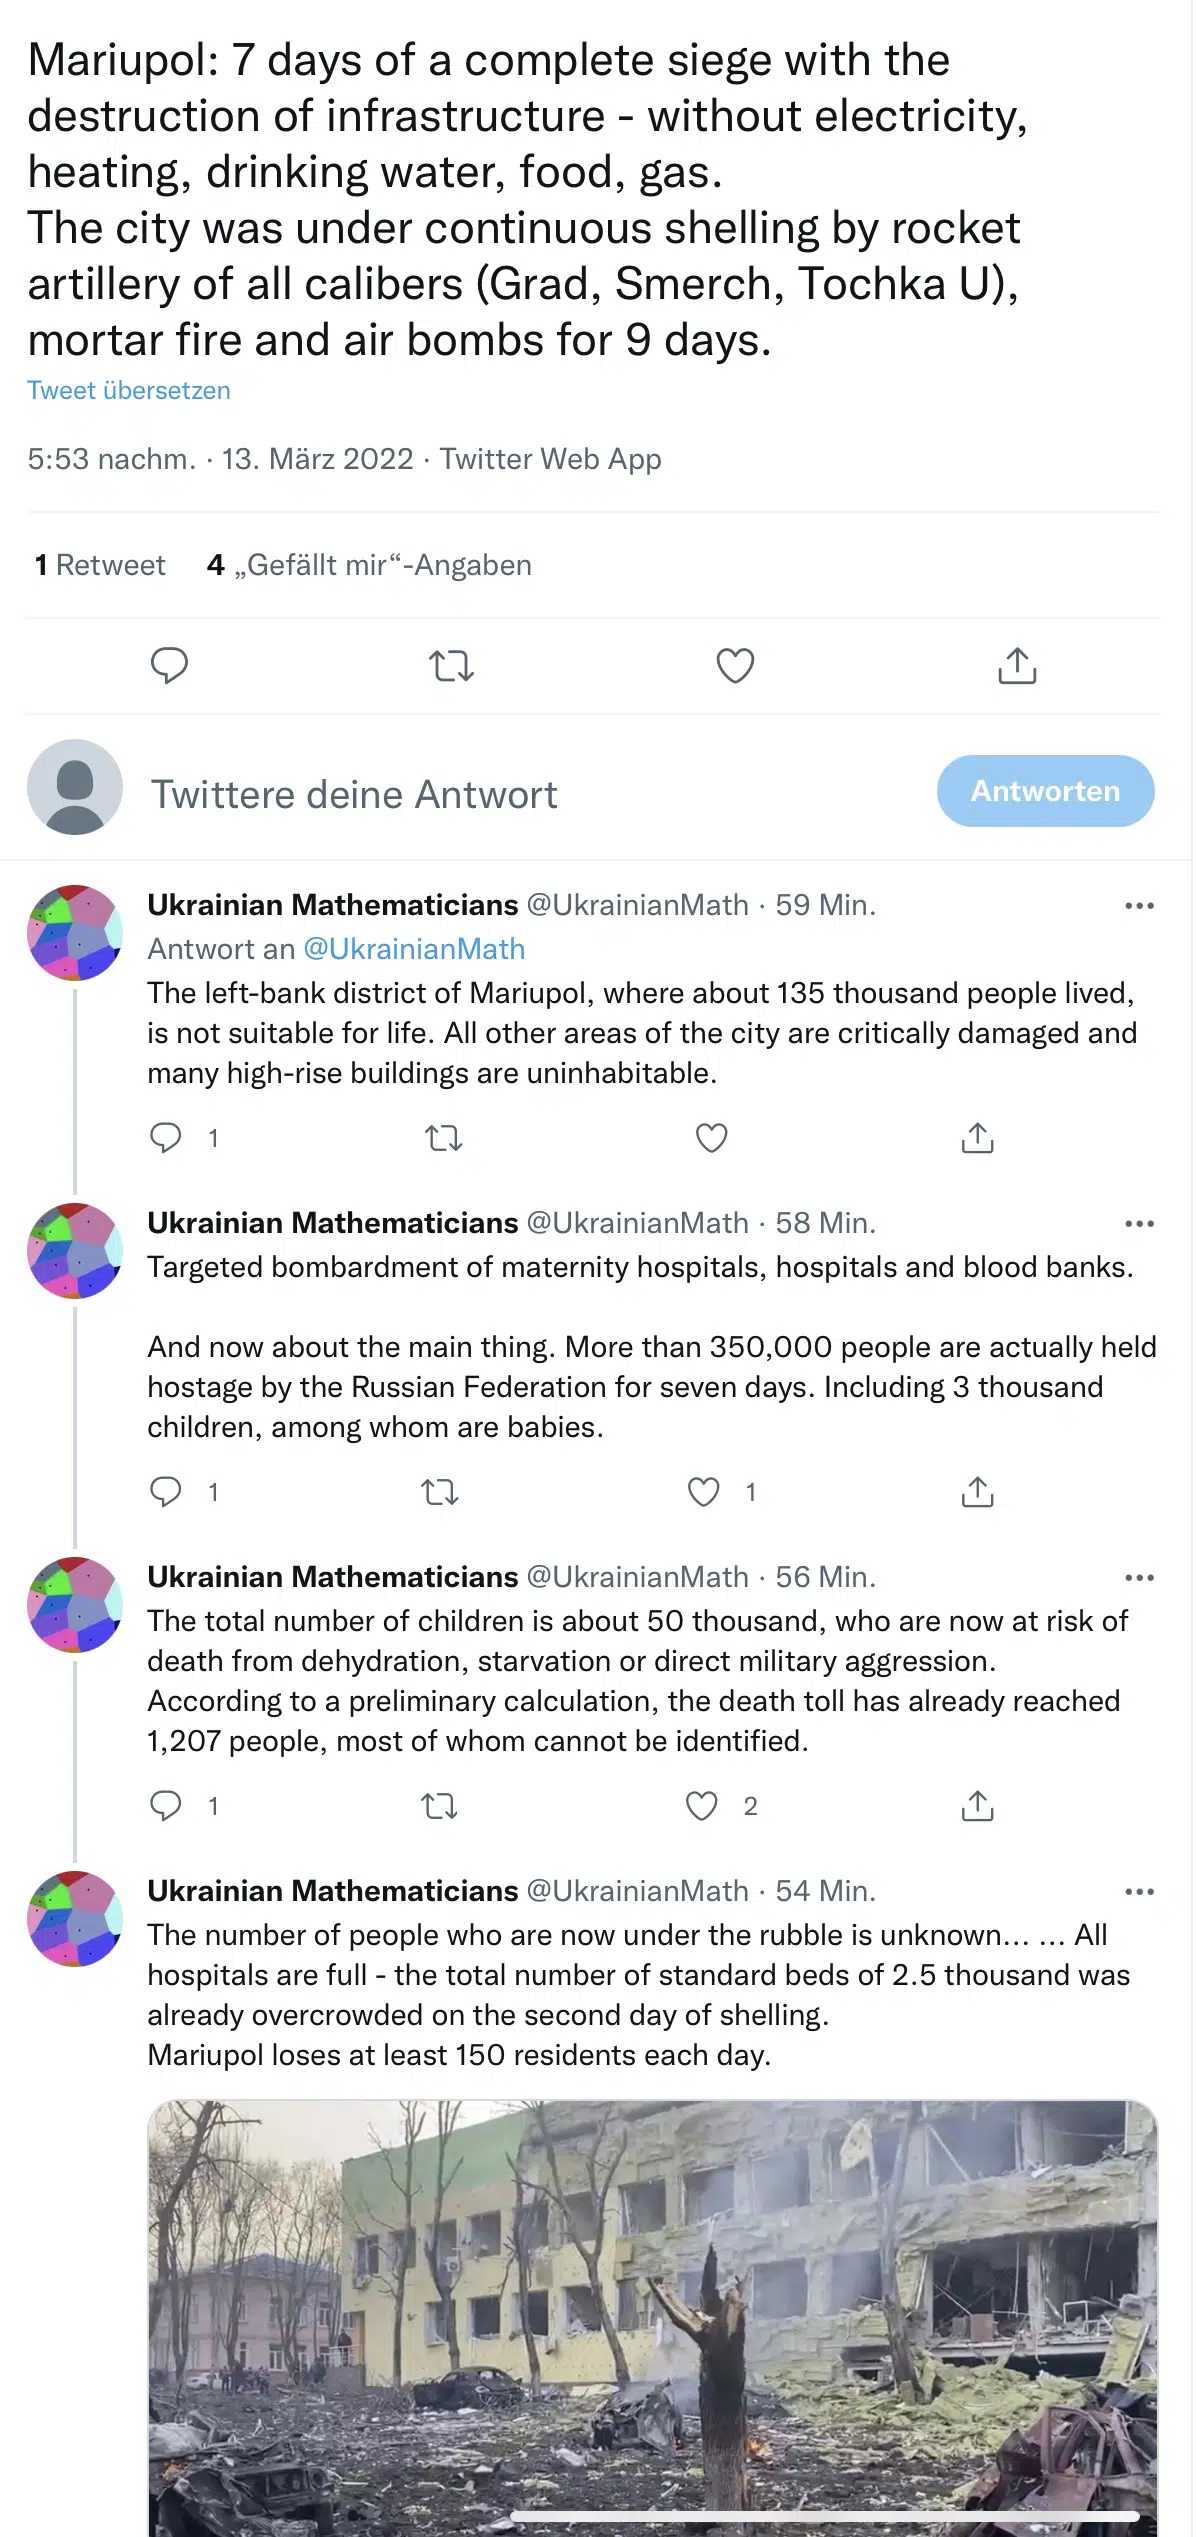 Mariupol: 7 days of a complete siege with the
destruction of infrastructure - without electricity,
heating, drinking water, food, gas.
The city was under continuous shelling by rocket
artillery of all calibers (Grad, Smerch, Tochka U),
mortar fire and air bombs for 9 days.
Tweet übersetzen
5:53 nachm. · 13. März 2022 · Twitter Web App
1 Retweet 4 „Gefällt mir“-Angaben
Twittere deine Antwort
Antworten
Ukrainian Mathematicians @UkrainianMath · 59 Min.
Antwort an @UkrainianMath
The left-bank district of Mariupol, where about 135 thousand people lived,
is not suitable for life. All other areas of the city are critically damaged and
many high-rise buildings are uninhabitable.
1
Ukrainian Mathematicians @UkrainianMath · 58 Min.
Targeted bombardment of maternity hospitals, hospitals and blood banks.
And now about the main thing. More than 350,000 people are actually held
hostage by the Russian Federation for seven days. Including 3 thousand
children, among whom are babies.
1 1
Ukrainian Mathematicians @UkrainianMath · 56 Min.
The total number of children is about 50 thousand, who are now at risk of
death from dehydration, starvation or direct military aggression.
According to a preliminary calculation, the death toll has already reached
1,207 people, most of whom cannot be identified.
1 2
Ukrainian Mathematicians @UkrainianMath · 54 Min.
The number of people who are now under the rubble is unknown... ... All
hospitals are full - the total number of standard beds of 2.5 thousand was
already overcrowded on the second day of shelling.
Mariupol loses at least 150 residents each day.